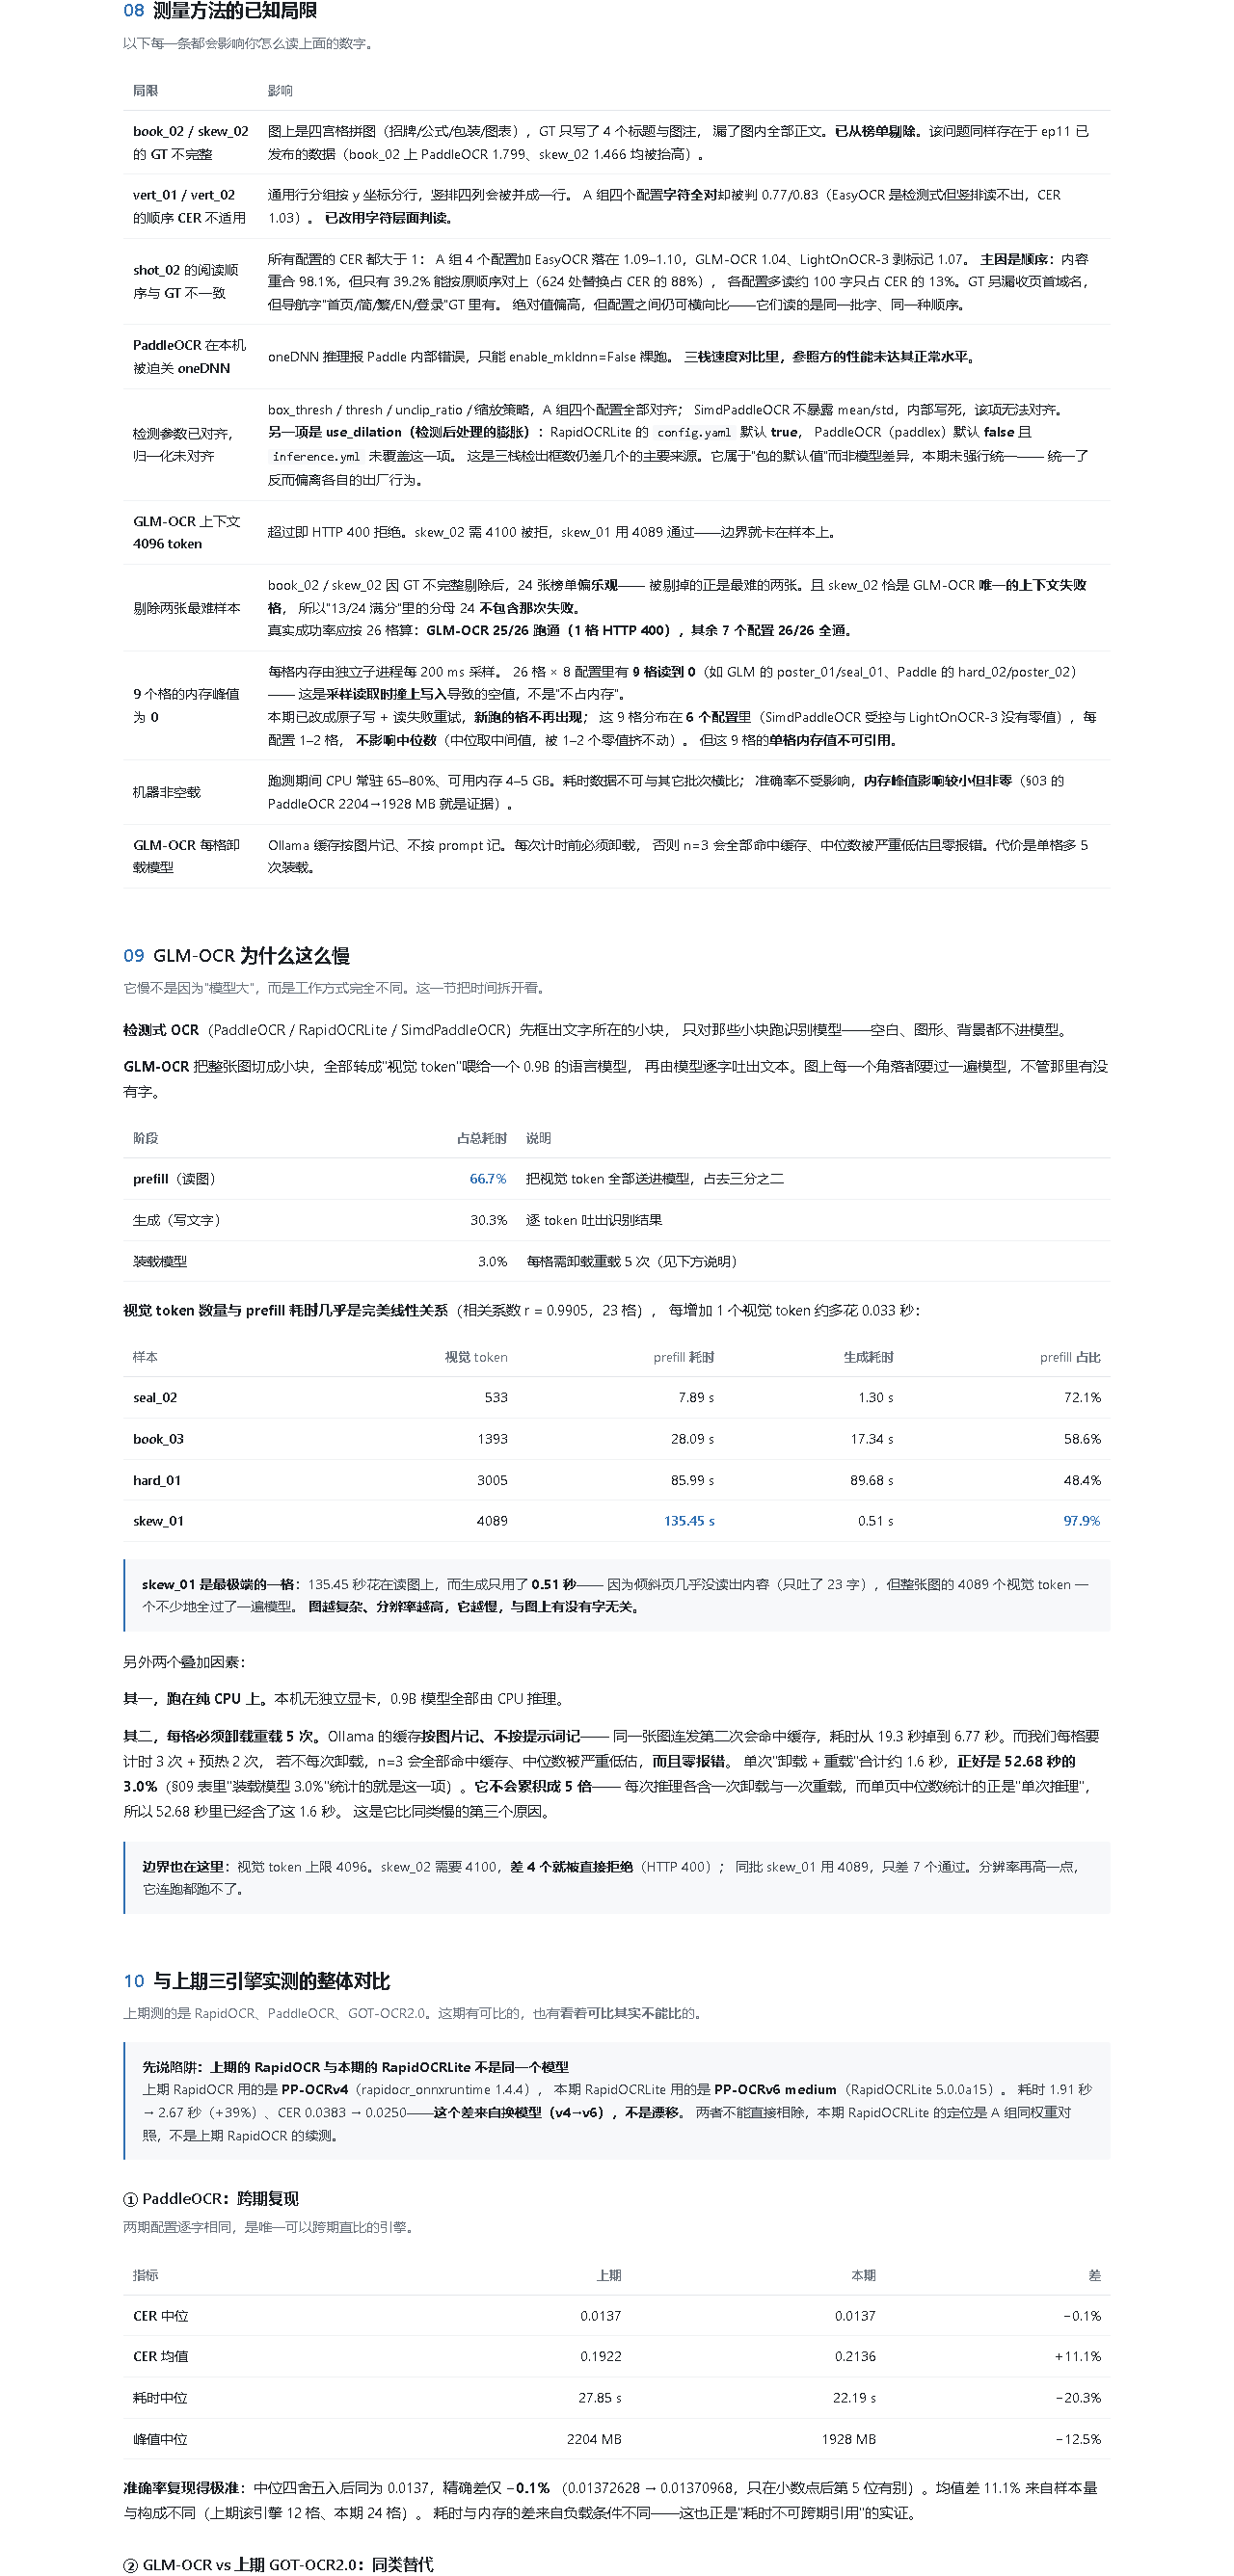 08 测量方法的已知局限
以下每一条都会影响你怎么读上面的数字。
局限 影响
book_02 / skew_02 的 GT 不完整
图上是四宫格拼图（招牌/公式/包装/图表），GT 只写了 4 个标题与图注， 漏了图内全部正文。已从榜单剔除。该问题同样存在于 ep11 已
发布的数据（book_02 上 PaddleOCR 1.799、skew_02 1.466 均被抬高）。
vert_01 / vert_02 的顺序 CER 不适用
通用行分组按 y 坐标分行，竖排四列会被并成一行。 A 组四个配置字符全对却被判 0.77/0.83（EasyOCR 是检测式但竖排读不出，CER
1.03）。 已改用字符层面判读。
shot_02 的阅读顺序与 GT 不一致
所有配置的 CER 都大于 1： A 组 4 个配置加 EasyOCR 落在 1.09–1.10，GLM-OCR 1.04、LightOnOCR-3 剥标记 1.07。 主因是顺序：内容
重合 98.1%，但只有 39.2% 能按原顺序对上（624 处替换占 CER 的 88%）， 各配置多读约 100 字只占 CER 的 13%。GT 另漏收页首域名，
但导航字"首页/简/繁/EN/登录"GT 里有。 绝对值偏高，但配置之间仍可横向比——它们读的是同一批字、同一种顺序。
PaddleOCR 在本机被迫关 oneDNN
oneDNN 推理报 Paddle 内部错误，只能 enable_mkldnn=False 裸跑。 三栈速度对比里，参照方的性能未达其正常水平。
检测参数已对齐，归一化未对齐
box_thresh / thresh / unclip_ratio / 缩放策略，A 组四个配置全部对齐； SimdPaddleOCR 不暴露 mean/std，内部写死，该项无法对齐。
另一项是 use_dilation（检测后处理的膨胀）：RapidOCRLite 的 config.yaml 默认 true， PaddleOCR（paddlex）默认 false 且
inference.yml 未覆盖这一项。 这是三栈检出框数仍差几个的主要来源。它属于"包的默认值"而非模型差异，本期未强行统一—— 统一了
反而偏离各自的出厂行为。
GLM-OCR 上下文 4096 token
超过即 HTTP 400 拒绝。skew_02 需 4100 被拒，skew_01 用 4089 通过——边界就卡在样本上。
剔除两张最难样本
book_02 / skew_02 因 GT 不完整剔除后，24 张榜单偏乐观—— 被剔掉的正是最难的两张。且 skew_02 恰是 GLM-OCR 唯一的上下文失败
格， 所以"13/24 满分"里的分母 24 不包含那次失败。
真实成功率应按 26 格算：GLM-OCR 25/26 跑通（1 格 HTTP 400），其余 7 个配置 26/26 全通。
9 个格的内存峰值为 0
每格内存由独立子进程每 200 ms 采样。 26 格 × 8 配置里有 9 格读到 0（如 GLM 的 poster_01/seal_01、Paddle 的 hard_02/poster_02）
—— 这是采样读取时撞上写入导致的空值，不是"不占内存"。
本期已改成原子写 + 读失败重试，新跑的格不再出现； 这 9 格分布在 6 个配置里（SimdPaddleOCR 受控与 LightOnOCR-3 没有零值），每
配置 1–2 格， 不影响中位数（中位取中间值，被 1–2 个零值挤不动）。 但这 9 格的单格内存值不可引用。
机器非空载
跑测期间 CPU 常驻 65–80%、可用内存 4–5 GB。耗时数据不可与其它批次横比； 准确率不受影响，内存峰值影响较小但非零（§03 的
PaddleOCR 2204→1928 MB 就是证据）。
GLM-OCR 每格卸载模型
Ollama 缓存按图片记、不按 prompt 记。每次计时前必须卸载， 否则 n=3 会全部命中缓存、中位数被严重低估且零报错。代价是单格多 5
次装载。
09 GLM-OCR 为什么这么慢
它慢不是因为"模型大"，而是工作方式完全不同。这一节把时间拆开看。
检测式 OCR（PaddleOCR / RapidOCRLite / SimdPaddleOCR）先框出文字所在的小块， 只对那些小块跑识别模型——空白、图形、背景都不进模型。
GLM-OCR 把整张图切成小块，全部转成"视觉 token"喂给一个 0.9B 的语言模型， 再由模型逐字吐出文本。图上每一个角落都要过一遍模型，不管那里有没
有字。
阶段 占总耗时 说明
prefill（读图） 66.7% 把视觉 token 全部送进模型，占去三分之二
生成（写文字） 30.3% 逐 token 吐出识别结果
装载模型 3.0% 每格需卸载重载 5 次（见下方说明）
视觉 token 数量与 prefill 耗时几乎是完美线性关系（相关系数 r = 0.9905，23 格）， 每增加 1 个视觉 token 约多花 0.033 秒：
样本 视觉 token prefill 耗时 生成耗时 prefill 占比
seal_02 533 7.89 s 1.30 s 72.1%
book_03 1393 28.09 s 17.34 s 58.6%
hard_01 3005 85.99 s 89.68 s 48.4%
skew_01 4089 135.45 s 0.51 s 97.9%
skew_01 是最极端的一格：135.45 秒花在读图上，而生成只用了 0.51 秒—— 因为倾斜页几乎没读出内容（只吐了 23 字），但整张图的 4089 个视觉 token 一
个不少地全过了一遍模型。 图越复杂、分辨率越高，它越慢，与图上有没有字无关。
另外两个叠加因素：
其一，跑在纯 CPU 上。本机无独立显卡，0.9B 模型全部由 CPU 推理。
其二，每格必须卸载重载 5 次。Ollama 的缓存按图片记、不按提示词记—— 同一张图连发第二次会命中缓存，耗时从 19.3 秒掉到 6.77 秒。而我们每格要
计时 3 次 + 预热 2 次， 若不每次卸载，n=3 会全部命中缓存、中位数被严重低估，而且零报错。 单次"卸载 + 重载"合计约 1.6 秒，正好是 52.68 秒的
3.0%（§09 表里"装载模型 3.0%"统计的就是这一项）。它不会累积成 5 倍—— 每次推理各含一次卸载与一次重载，而单页中位数统计的正是"单次推理"，
所以 52.68 秒里已经含了这 1.6 秒。 这是它比同类慢的第三个原因。
边界也在这里：视觉 token 上限 4096。skew_02 需要 4100，差 4 个就被直接拒绝（HTTP 400）； 同批 skew_01 用 4089，只差 7 个通过。分辨率再高一点，
它连跑都跑不了。
10 与上期三引擎实测的整体对比
上期测的是 RapidOCR、PaddleOCR、GOT-OCR2.0。这期有可比的，也有看着可比其实不能比的。
先说陷阱：上期的 RapidOCR 与本期的 RapidOCRLite 不是同一个模型
上期 RapidOCR 用的是 PP-OCRv4（rapidocr_onnxruntime 1.4.4）， 本期 RapidOCRLite 用的是 PP-OCRv6 medium（RapidOCRLite 5.0.0a15）。 耗时 1.91 秒
→ 2.67 秒（+39%）、CER 0.0383 → 0.0250——这个差来自换模型（v4→v6），不是漂移。 两者不能直接相除，本期 RapidOCRLite 的定位是 A 组同权重对
照，不是上期 RapidOCR 的续测。
① PaddleOCR：跨期复现
两期配置逐字相同，是唯一可以跨期直比的引擎。
指标 上期 本期 差
CER 中位 0.0137 0.0137 −0.1%
CER 均值 0.1922 0.2136 +11.1%
耗时中位 27.85 s 22.19 s −20.3%
峰值中位 2204 MB 1928 MB −12.5%
准确率复现得极准：中位四舍五入后同为 0.0137，精确差仅 −0.1% （0.01372628 → 0.01370968，只在小数点后第 5 位有别）。均值差 11.1% 来自样本量
与构成不同（上期该引擎 12 格、本期 24 格）。 耗时与内存的差来自负载条件不同——这也正是"耗时不可跨期引用"的实证。
② GLM-OCR vs 上期 GOT-OCR2.0：同类替代